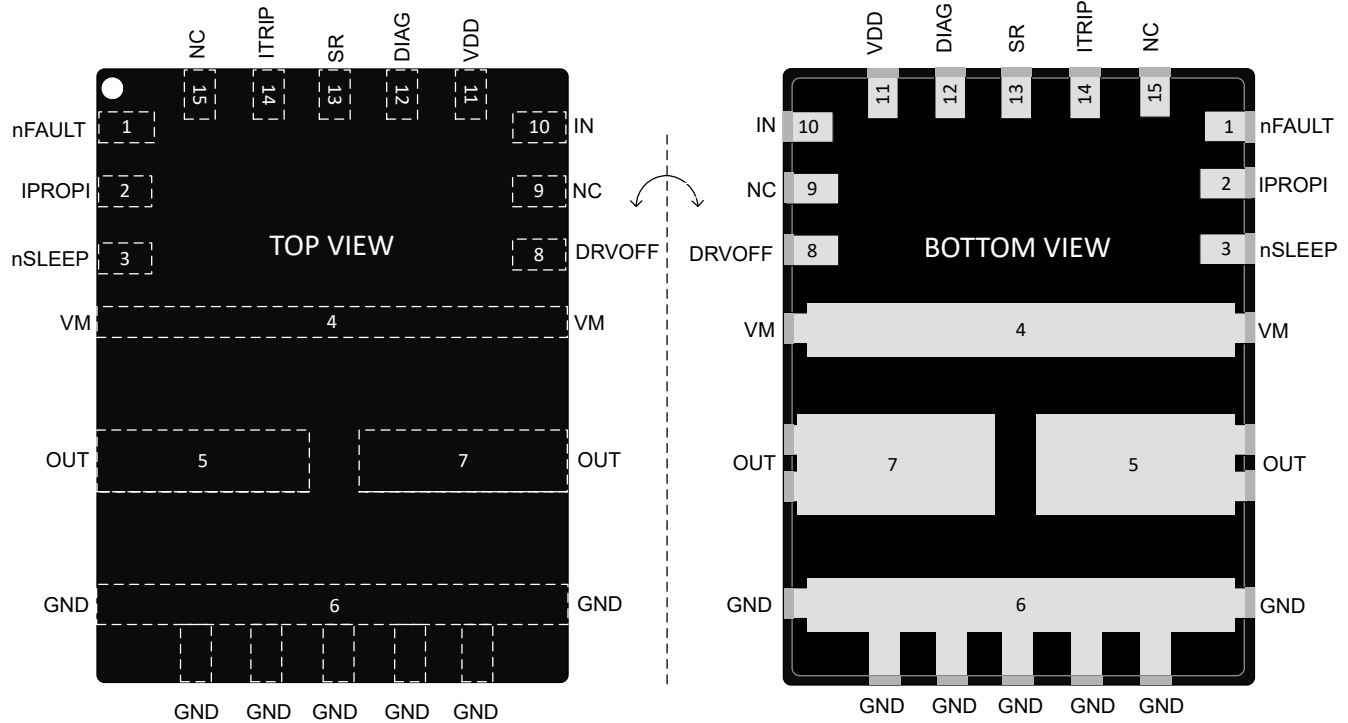 NC ITRIP SR DIAG VDD
15 14 13 12 11
nFAULT 1 10 IN
IPROPI 2 9 NC
nSLEEP 3 8 DRVOFF
TOP VIEW
VM 4 VM
OUT 5 7 OUT
GND 6 GND
GND GND GND GND GND
VDD DIAG SR ITRIP NC
11 12 13 14 15
IN 10 1 nFAULT
NC 9 2 IPROPI
DRVOFF 8 3 nSLEEP
BOTTOM VIEW
VM 4 VM
OUT 7 5 OUT
GND 6 GND
GND GND GND GND GND